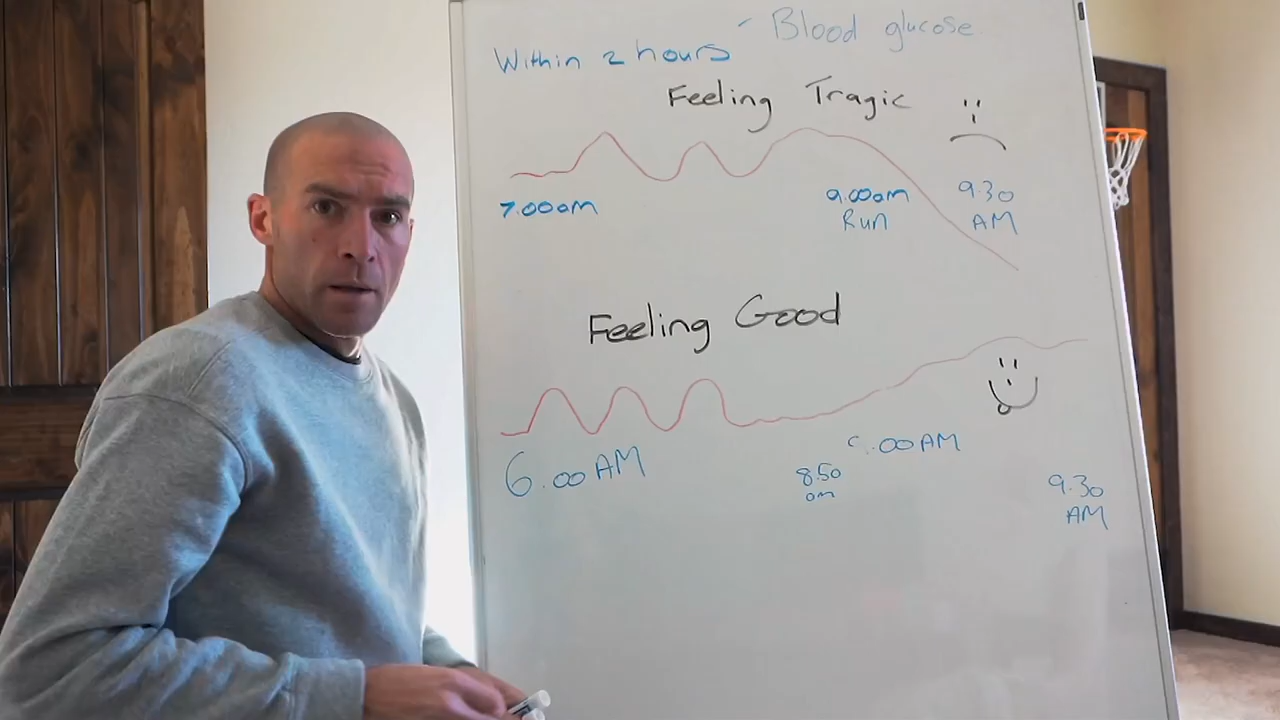 - Blood glucose
Within 2 hours
Feeling Tragic
7.00am
9.00am
Run
9.30
AM
Feeling Good
6.00 AM
8.50
am
.00 AM
9.30
AM